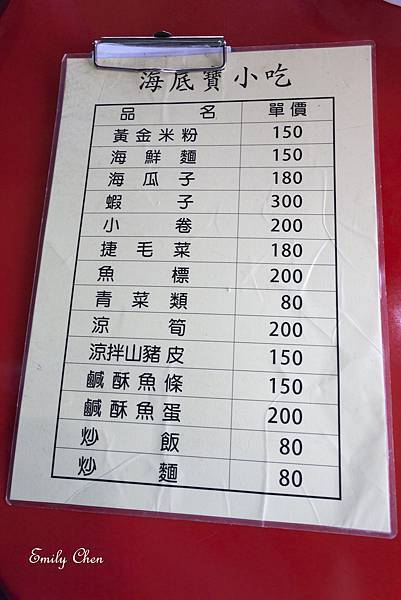 海底寶小吃
品名 單價
黃金米粉 150
海鮮麵 150
海瓜子 180
蝦子 300
小卷 200
捷毛菜 180
魚標 200
青菜類 80
涼筍 200
涼拌山豬皮 150
鹹酥魚條 150
鹹酥魚蛋 200
炒飯 80
炒麵 80
Emily Chen